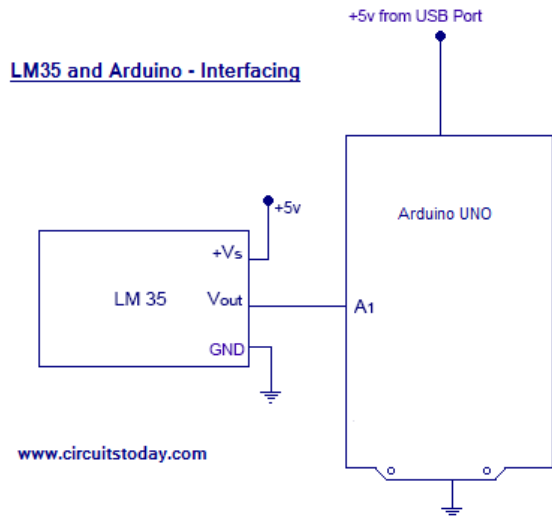 +5v from USB Port
LM35 and Arduino - Interfacing
+5v
Arduino UNO
+Vs
LM 35
Vout
A1
GND
www.circuitstoday.com